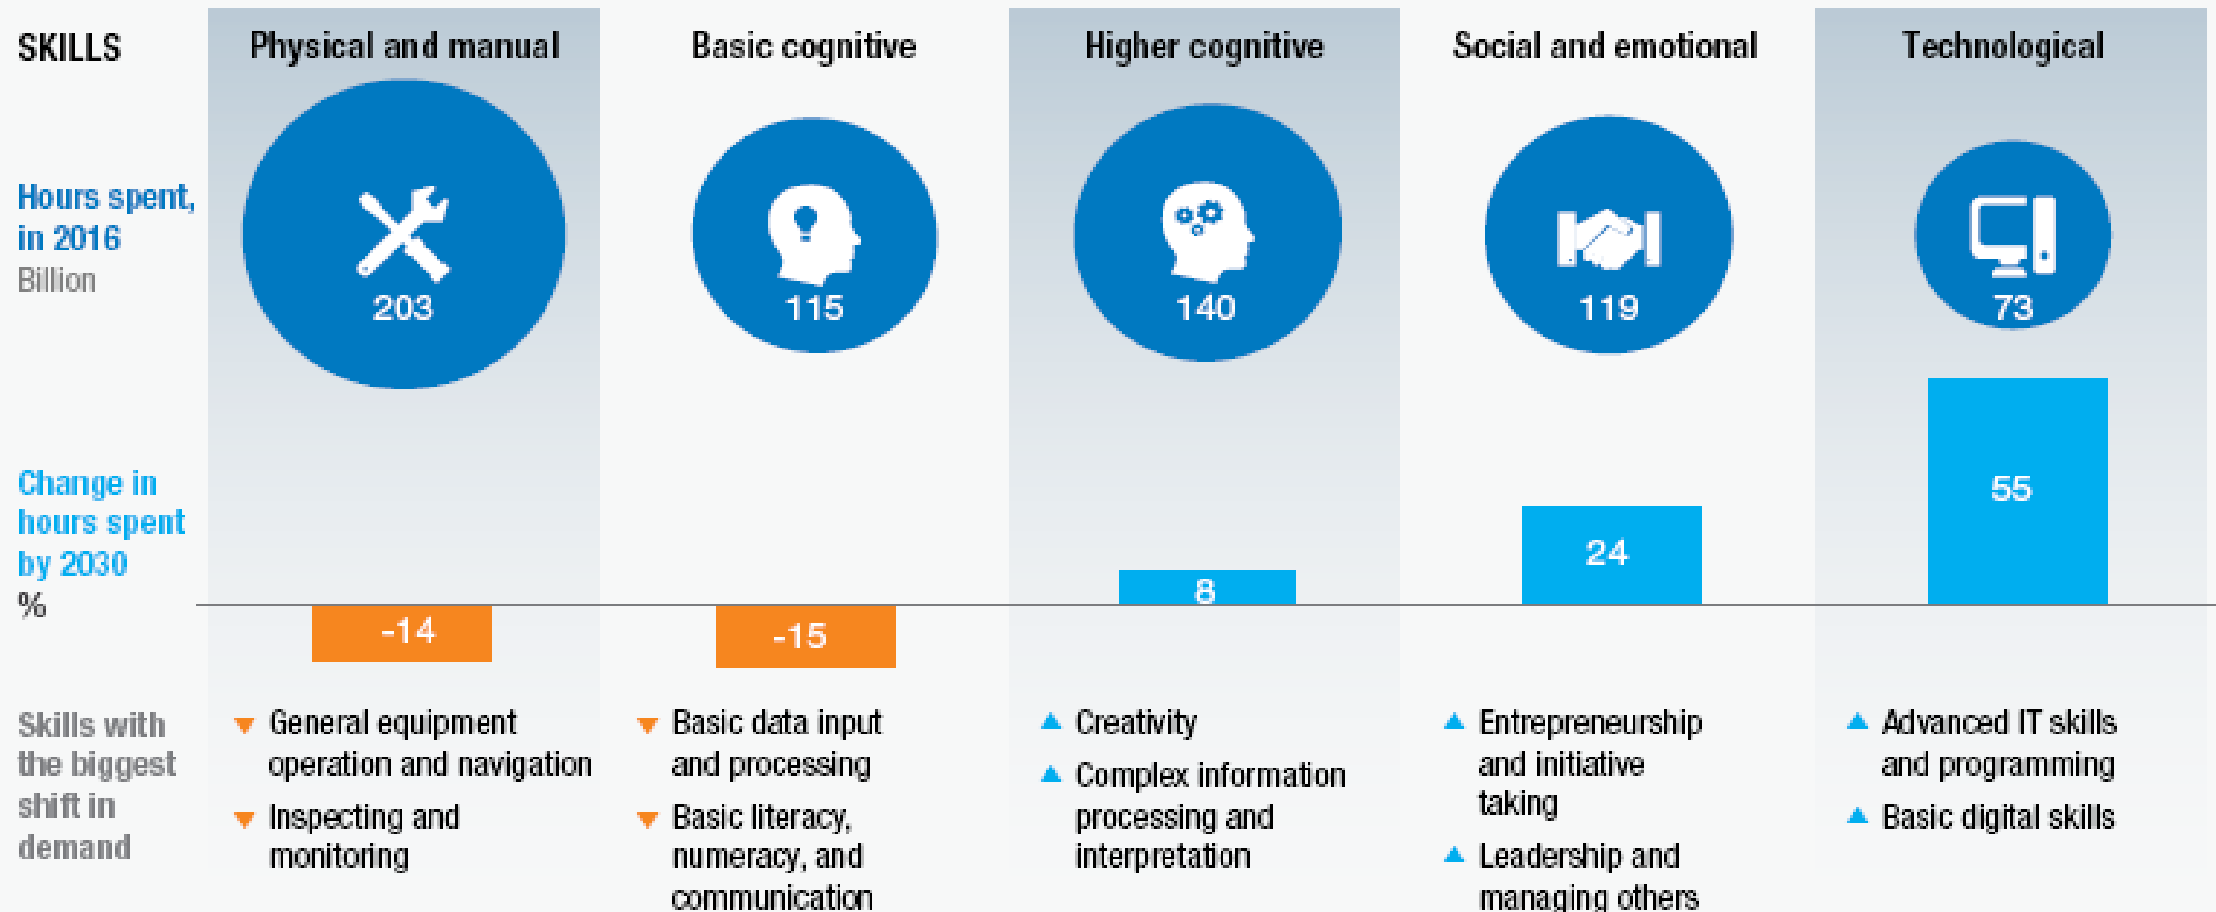 SKILLS
Physical and manual
Basic cognitive
Higher cognitive
Social and emotional
Technological
Hours spent,
in 2016
Billion
203
115
140
119
73
Change in
hours spent
by 2030
%
-14
-15
8
24
55
Skills with
the biggest
shift in
demand
General equipment
operation and navigation
Inspecting and
monitoring
Basic data input
and processing
Basic literacy,
numeracy, and
communication
Creativity
Complex information
processing and
interpretation
Entrepreneurship
and initiative
taking
Leadership and
managing others
Advanced IT skills
and programming
Basic digital skills